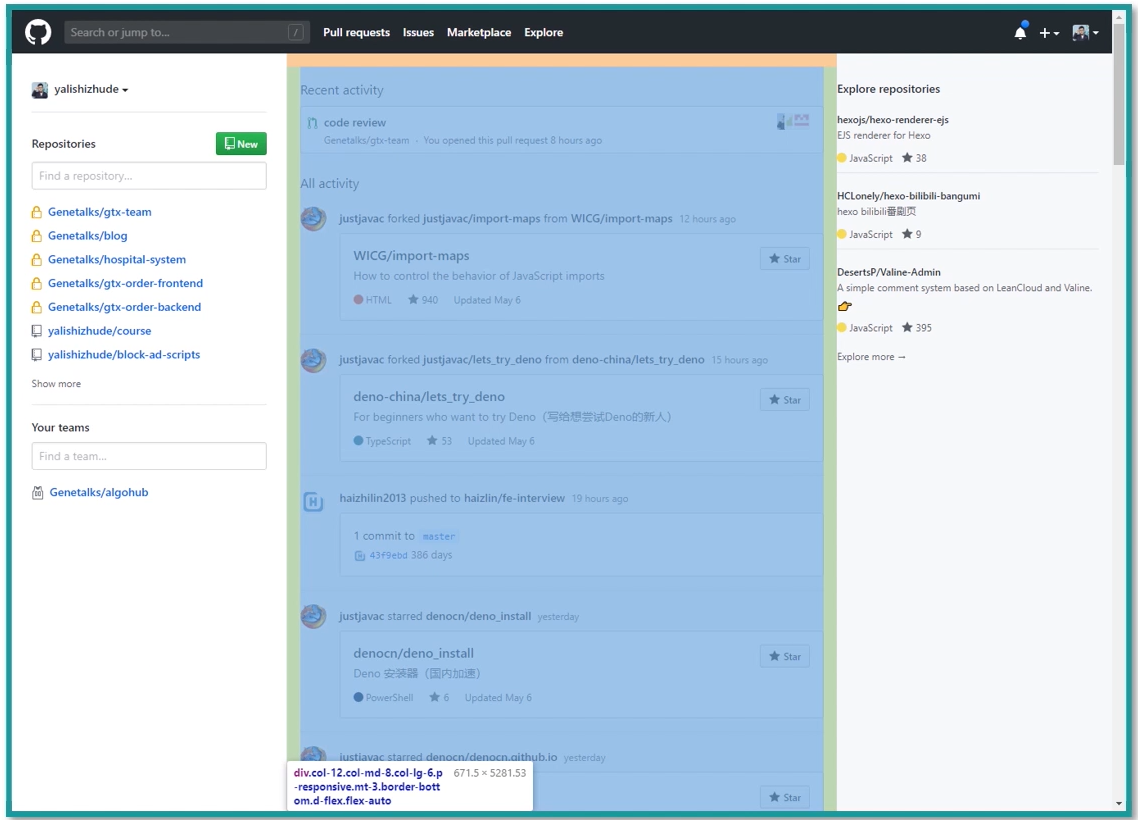 Search or jump to...
/
Pull requests Issues Marketplace Explore
yalishizhude
Repositories
New
Find a repository...
Genetalks/gtx-team
Genetalks/blog
Genetalks/hospital-system
Genetalks/gtx-order-frontend
Genetalks/gtx-order-backend
yalishizhude/course
yalishizhude/block-ad-scripts
Show more
Your teams
Find a team...
Genetalks/algohub
Recent activity
code review
Genetalks/gtx-team · You opened this pull request 8 hours ago
All activity
justjavac forked justjavac/import-maps from WICG/import-maps 12 hours ago
WICG/import-maps
Star
How to control the behavior of JavaScript imports
HTML 940 Updated May 6
justjavac forked justjavac/lets_try_deno from deno-china/lets_try_deno 15 hours ago
deno-china/lets_try_deno
Star
For beginners who want to try Deno（写给想尝试Deno的新人）
TypeScript 53 Updated May 6
haizhilin2013 pushed to haizlin/fe-interview 19 hours ago
1 commit to master
43f9ebd 386 days
justjavac starred denocn/deno_install yesterday
denocn/deno_install
Star
Deno 安装器（国内加速）
PowerShell 6 Updated May 6
justjavac starred denocn/denocn.github.io yesterday
Star
div.col-12.col-md-8.col-lg-6.p 671.5 × 5281.53
-responsive.mt-3.border-bott
om.d-flex.flex-auto
Explore repositories
hexojs/hexo-renderer-ejs
EJS renderer for Hexo
JavaScript 38
HCLonely/hexo-bilibili-bangumi
hexo bilibili番剧页
JavaScript 9
DesertsP/Valine-Admin
A simple comment system based on LeanCloud and Valine.
JavaScript 395
Explore more →